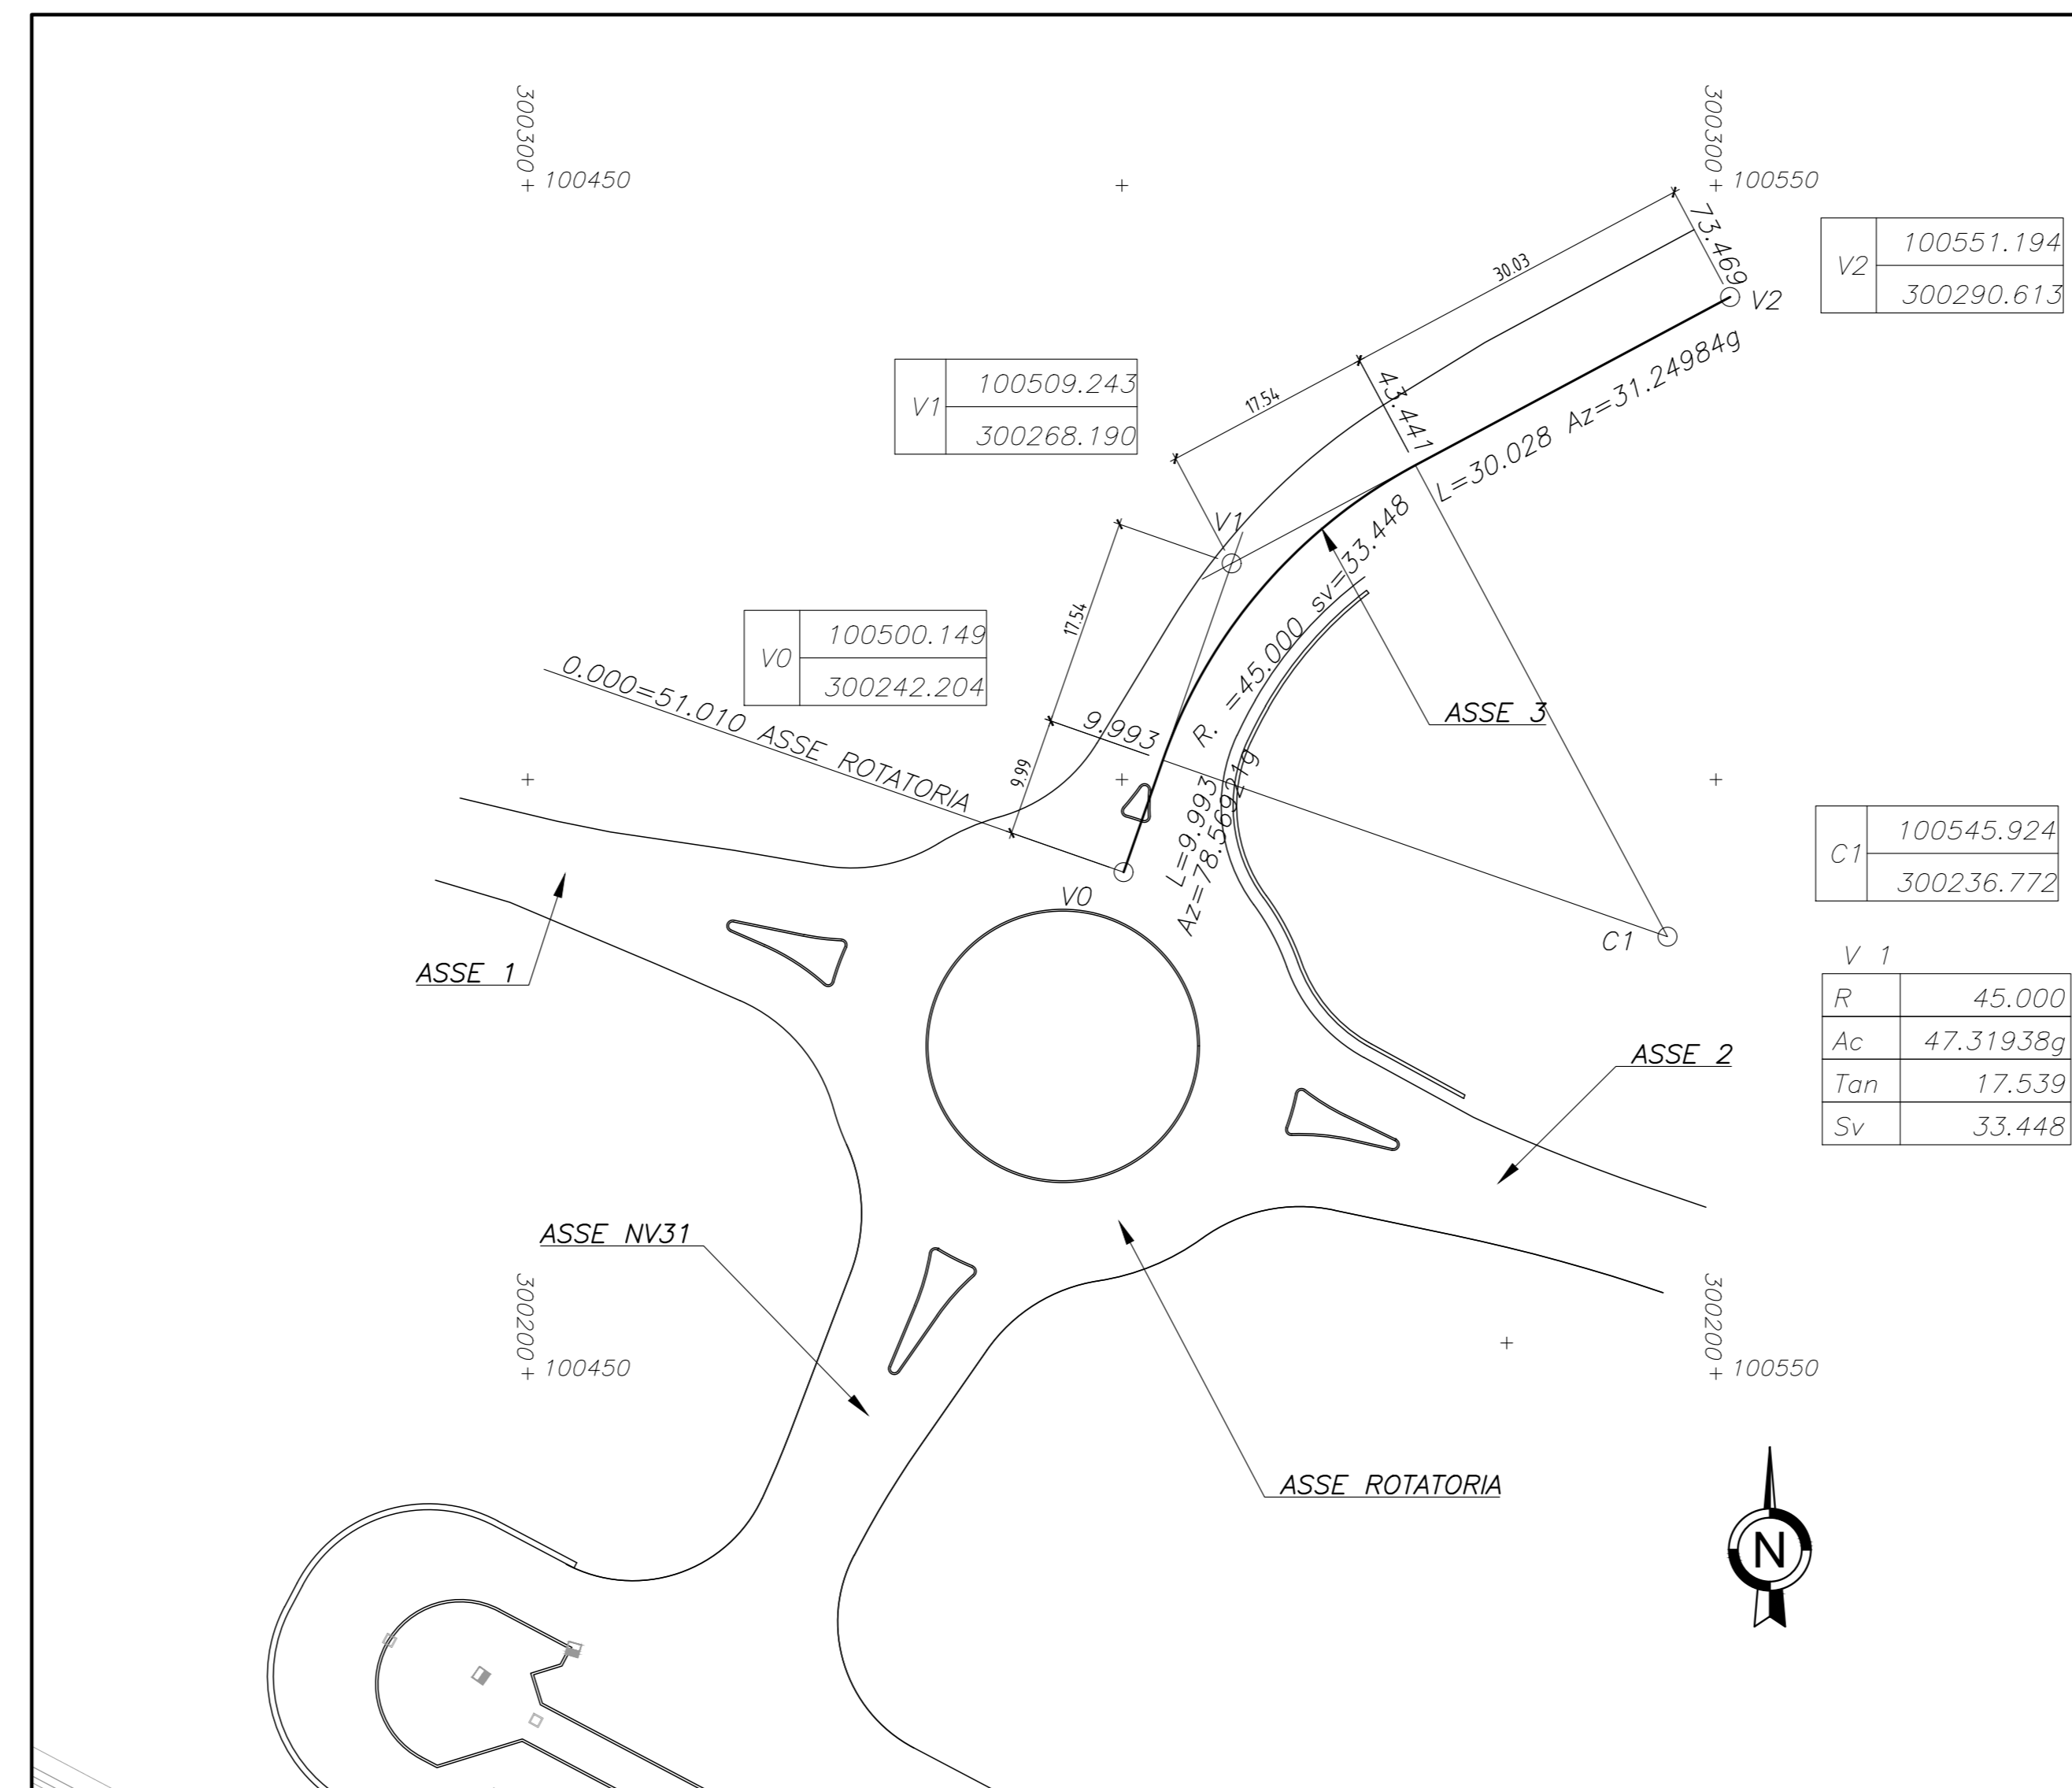 300300
100450
300300
100550
73.469
V2
100551.194
300290.613
30.03
V2
V1
100509.243
300268.190
17.54
43.441
L=30.028 Az=31.24984g
V1
V0
100500.149
300242.204
17.54
R. =45.000 sv=33.448
0.000=51.010 ASSE ROTATORIA
9.993
ASSE 3
9.99
L=9.993
Az=78.569219
V0
C1
C1
100545.924
300236.772
ASSE 1
V 1
R 45.000
Ac 47.31938g
Tan 17.539
Sv 33.448
ASSE 2
ASSE NV31
300200
100450
300200
100550
ASSE ROTATORIA
N